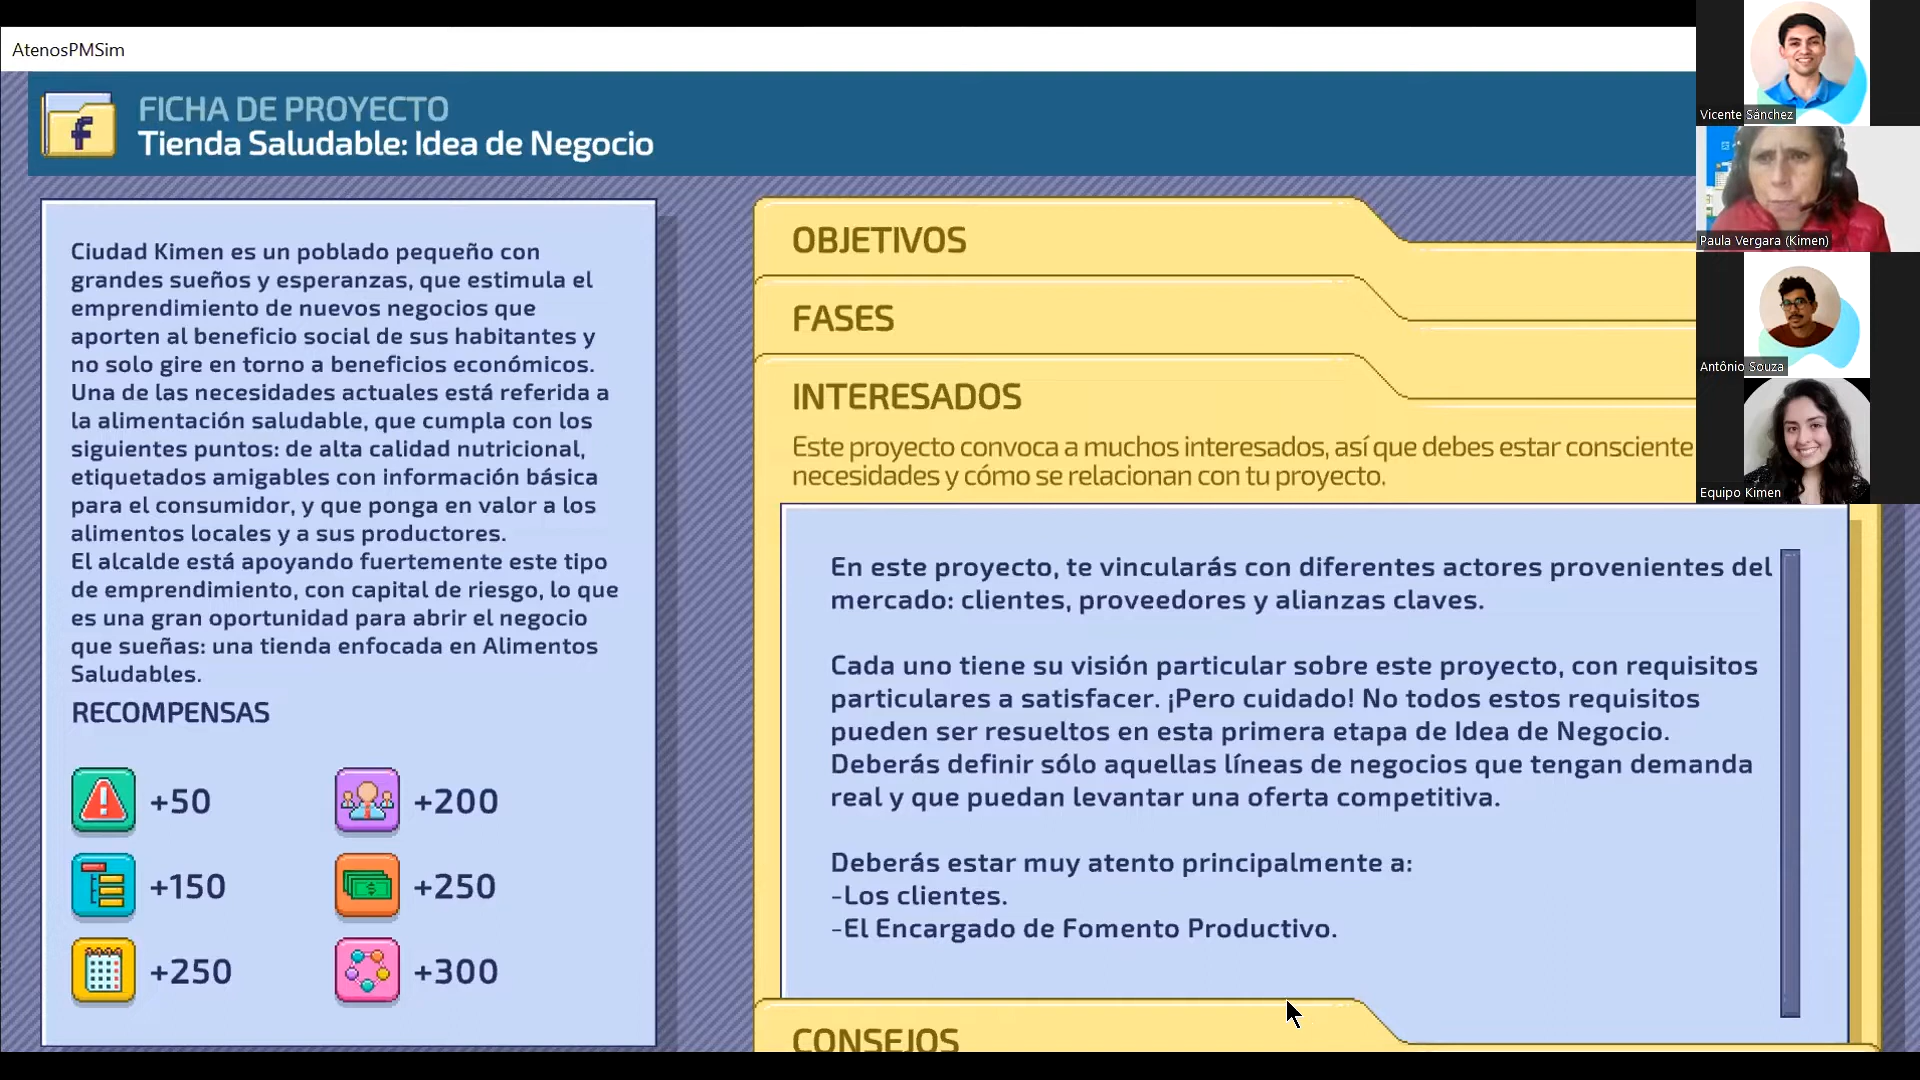 AtenosPMSim
FICHA DE PROYECTO
Tienda Saludable: Idea de Negocio
Ciudad Kimen es un poblado pequeño con
grandes sueños y esperanzas, que estimula el
emprendimiento de nuevos negocios que
aporten al beneficio social de sus habitantes y
no solo gire en torno a beneficios económicos.
Una de las necesidades actuales está referida a
la alimentación saludable, que cumpla con los
siguientes puntos: de alta calidad nutricional,
etiquetados amigables con información básica
para el consumidor, y que ponga en valor a los
alimentos locales y a sus productores.
El alcalde está apoyando fuertemente este tipo
de emprendimiento, con capital de riesgo, lo que
es una gran oportunidad para abrir el negocio
que sueñas: una tienda enfocada en Alimentos
Saludables.
RECOMPENSAS
+50
+200
+150
+250
+250
+300
OBJETIVOS
FASES
INTERESADOS
Este proyecto convoca a muchos interesados, así que debes estar consciente
necesidades y cómo se relacionan con tu proyecto.
En este proyecto, te vincularás con diferentes actores provenientes del
mercado: clientes, proveedores y alianzas claves.
Cada uno tiene su visión particular sobre este proyecto, con requisitos
particulares a satisfacer. ¡Pero cuidado! No todos estos requisitos
pueden ser resueltos en esta primera etapa de Idea de Negocio.
Deberás definir sólo aquellas líneas de negocios que tengan demanda
real y que puedan levantar una oferta competitiva.
Deberás estar muy atento principalmente a:
-Los clientes.
-El Encargado de Fomento Productivo.
CONSEJOS
Vicente Sánchez
Paula Vergara (Kimen)
Antônio Souza
Equipo Kimen